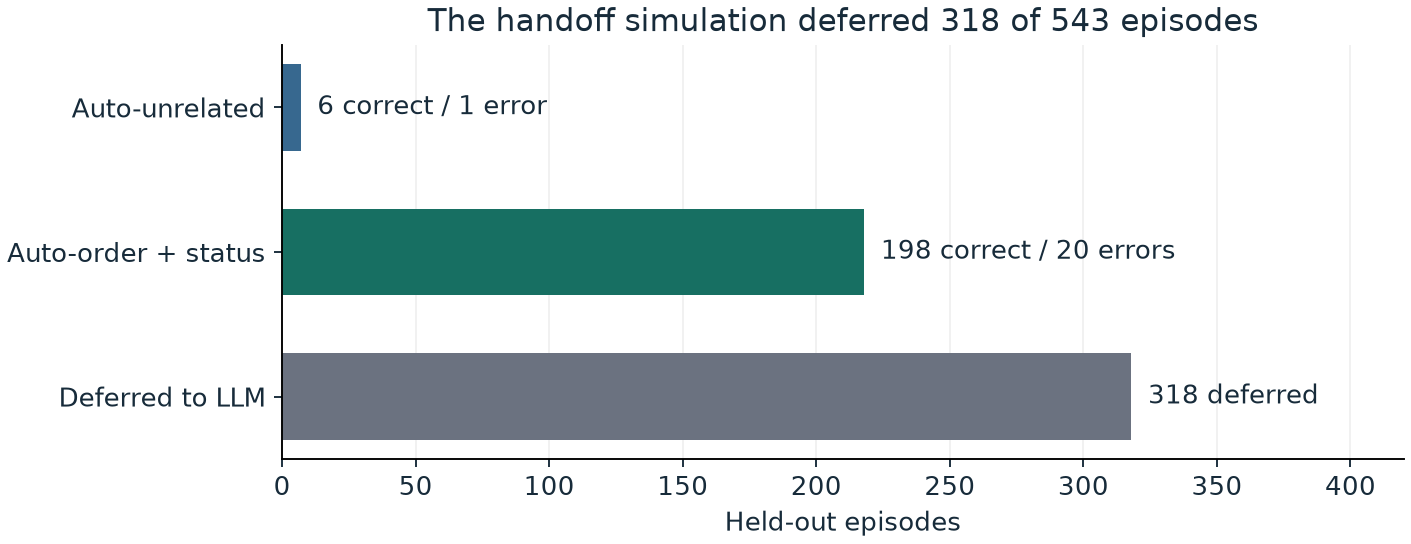 The handoff simulation deferred 318 of 543 episodes
Auto-unrelated
6 correct / 1 error
Auto-order + status
198 correct / 20 errors
Deferred to LLM
318 deferred
0 50 100 150 200 250 300 350 400
Held-out episodes